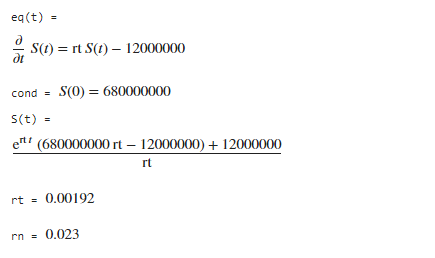 eq(t) =
∂/∂t S(t) = rt S(t) − 12000000
cond = S(0) = 680000000
S(t) =
(e^(rt t) (680000000 rt − 12000000) + 12000000)/rt
rt = 0.00192
rn = 0.023